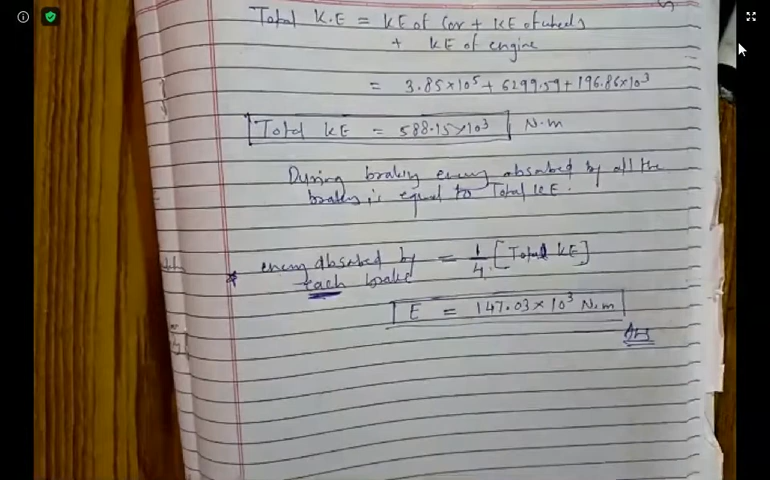 Total K.E = KE of Car + KE of wheels
+ KE of engine
= 3.85×10⁵ + 6299.59 + 196.86×10³
Total KE = 588.15×10³ N.m
During braking energy absorbed by all the
brakes is equal to Total KE.
* energy absorbed by each brake = 1/4 [Total KE]
E = 147.03×10³ N.m
Ans